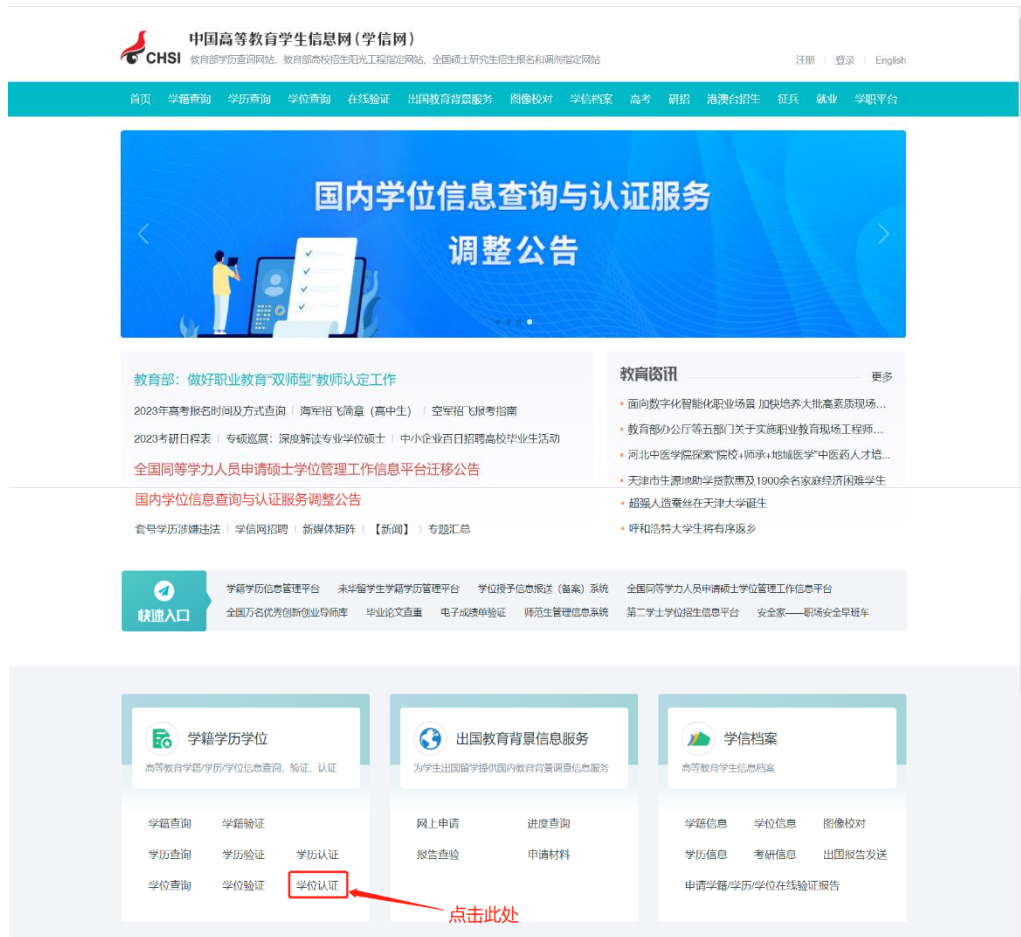 中国高等教育学生信息网(学信网)
CHSI 教育部学历查询网站、教育部高校招生阳光工程指定网站、全国硕士研究生招生报名和调剂指定网站
注册 登录 English
首页 学籍查询 学历查询 学位查询 在线验证 出国教育背景服务 图像校对 学信档案 高考 研招 港澳台招生 征兵 就业 学职平台
国内学位信息查询与认证服务
调整公告
教育部：做好职业教育“双师型”教师认定工作
2023年高考报名时间及方式查询 海军招飞简章（高中生） 空军招飞报考指南
2023考研日程表 专硕巡展：深度解读专业学位硕士 中小企业百日招聘高校毕业生活动
全国同等学力人员申请硕士学位管理工作信息平台迁移公告
国内学位信息查询与认证服务调整公告
套号学历涉嫌违法 学信网招聘 新媒体矩阵 【新闻】 专题汇总
教育资讯 更多
面向数字化智能化职业场景 加快培养大批高素质现场...
教育部办公厅等五部门关于实施职业教育现场工程师...
河北中医学院探索“院校+师承+地域医学”中医药人才培...
天津市生源地助学贷款惠及1900余名家庭经济困难学生
超强人造蚕丝在天津大学诞生
呼和浩特大学生将有序返乡
快速入口
学籍学历信息管理平台 来华留学生学籍学历管理平台 学位授予信息报送（备案）系统 全国同等学力人员申请硕士学位管理工作信息平台
全国万名优秀创新创业导师库 毕业论文查重 电子成绩单验证 师范生管理信息系统 第二学士学位招生信息平台 安全家——职场安全早班车
学籍学历学位
高等教育学籍/学历/学位信息查询、验证、认证
学籍查询 学籍验证
学历查询 学历验证 学历认证
学位查询 学位验证 学位认证
点击此处
出国教育背景信息服务
为学生出国留学提供国内教育背景调查信息服务
网上申请 进度查询
报告查验 申请材料
学信档案
高等教育学生信息档案
学籍信息 学位信息 图像校对
学历信息 考研信息 出国报告发送
申请学籍/学历/学位在线验证报告